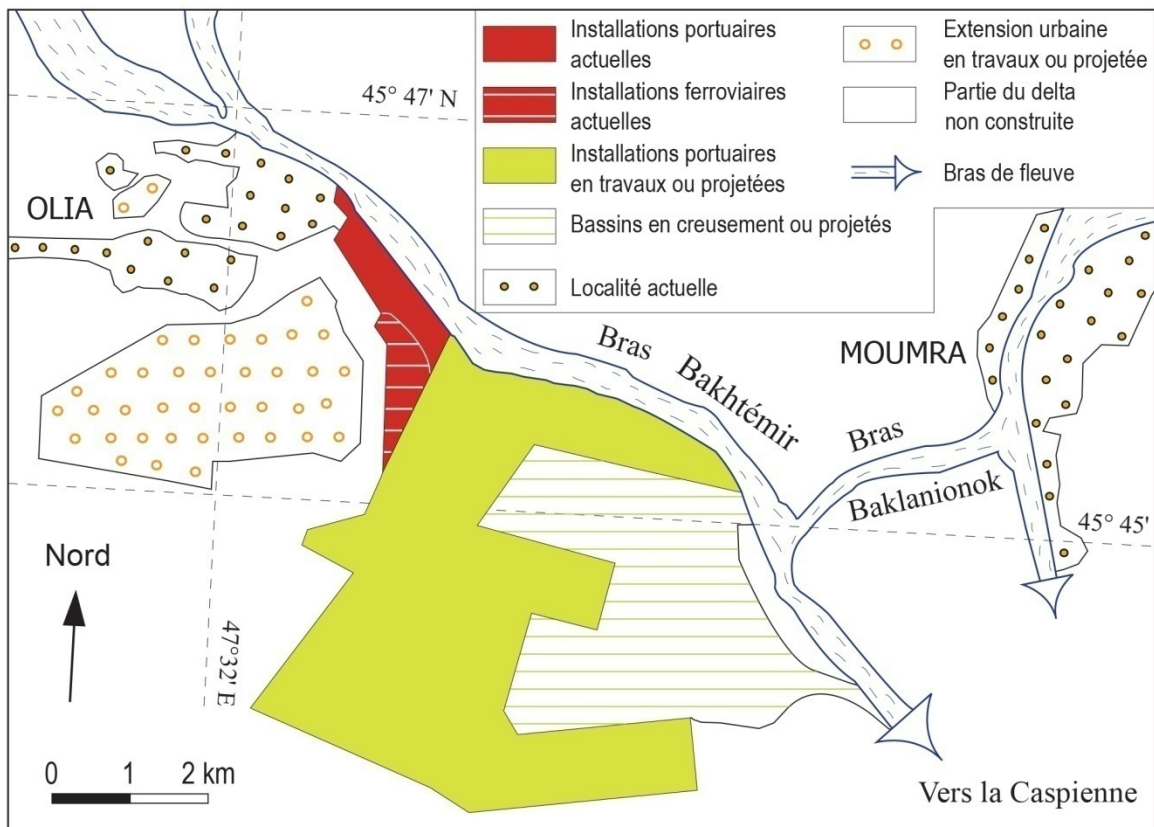 45° 47' N
Installations portuaires
actuelles
Installations ferroviaires
actuelles
Installations portuaires
en travaux ou projetées
Bassins en creusement ou projetés
Localité actuelle
Extension urbaine
en travaux ou projetée
Partie du delta
non construite
Bras de fleuve
OLIA
MOUMRA
Bras Bakhtémir
Bras
Baklanionok
45° 45'
Nord
47°32' E
0 1 2 km
Vers la Caspienne